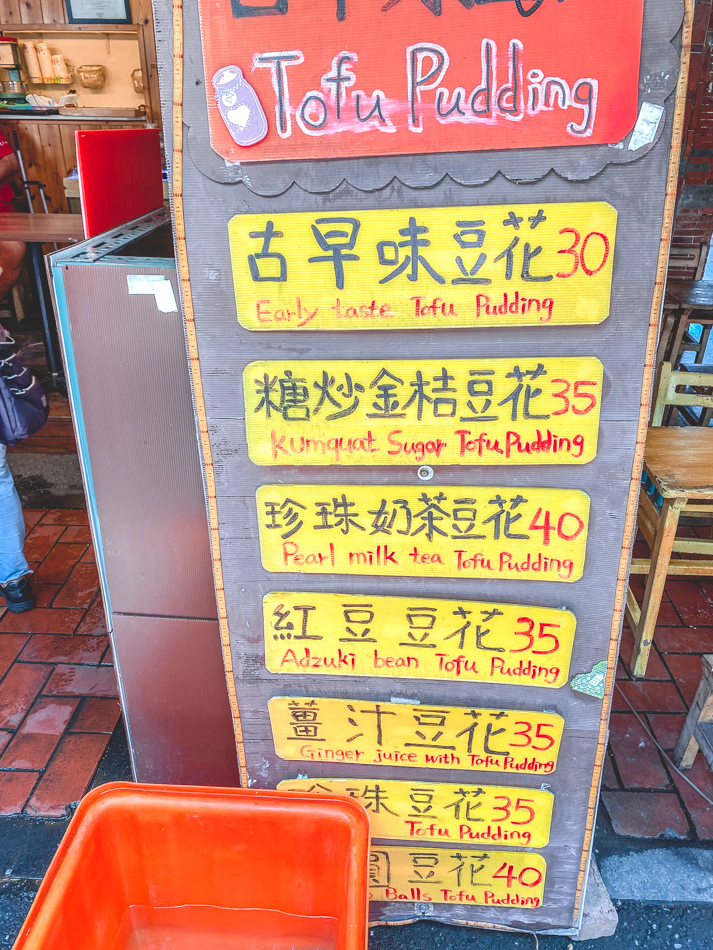 Tofu Pudding
古早味豆花30
Early taste Tofu Pudding
糖炒金桔豆花35
Kumquat Sugar Tofu Pudding
珍珠奶茶豆花40
Pearl milk tea Tofu Pudding
紅豆豆花35
Adzuki bean Tofu Pudding
薑汁豆花35
Ginger juice with Tofu Pudding
珠豆花35
Tofu Pudding
圓豆花40
Balls Tofu Pudding